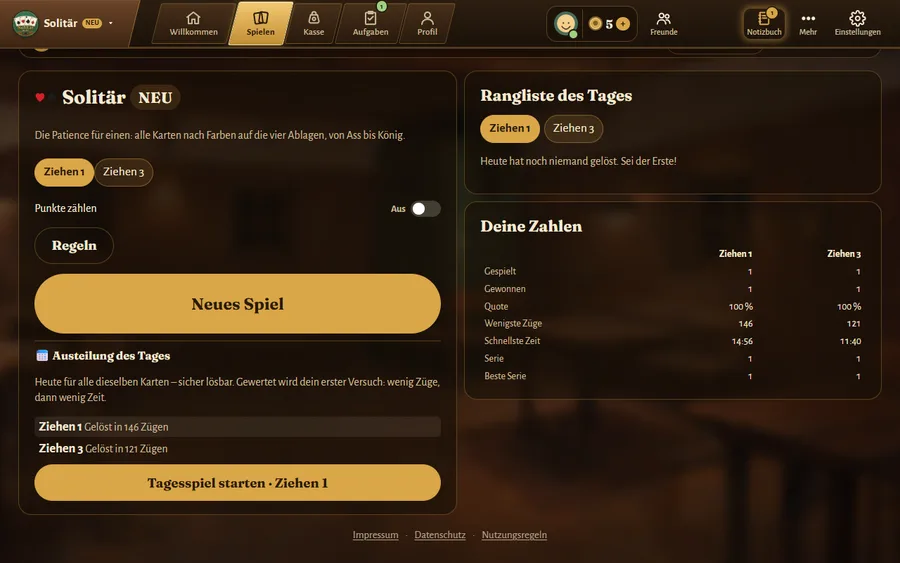 Solitär NEU
Willkommen
Spielen
Kasse
1
Aufgaben
Profil
5 +
Freunde
1
Notizbuch
Mehr
Einstellungen
Solitär NEU
Die Patience für einen: alle Karten nach Farben auf die vier Ablagen, von Ass bis König.
Ziehen 1 Ziehen 3
Punkte zählen Aus
Regeln
Neues Spiel
Austeilung des Tages
Heute für alle dieselben Karten – sicher lösbar. Gewertet wird dein erster Versuch: wenig Züge,
dann wenig Zeit.
Ziehen 1 Gelöst in 146 Zügen
Ziehen 3 Gelöst in 121 Zügen
Tagesspiel starten · Ziehen 1
Rangliste des Tages
Ziehen 1 Ziehen 3
Heute hat noch niemand gelöst. Sei der Erste!
Deine Zahlen
Ziehen 1 Ziehen 3
Gespielt 1 1
Gewonnen 1 1
Quote 100 % 100 %
Wenigste Züge 146 121
Schnellste Zeit 14:56 11:40
Serie 1 1
Beste Serie 1 1
Impressum · Datenschutz · Nutzungsregeln